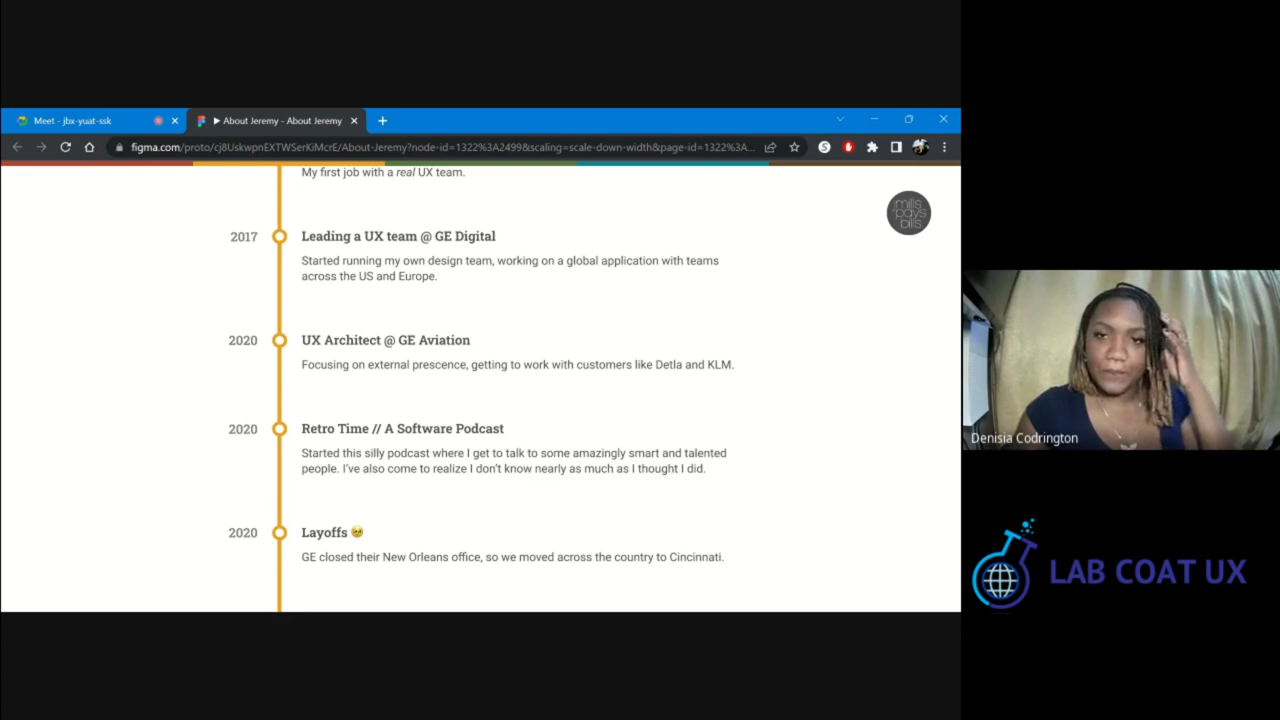 Meet - jbx-yuat-ssk
About Jeremy - About Jeremy
figma.com/proto/cj8UskwpnEXTWSerKiMcrE/About-Jeremy?node-id=1322%3A2499&scaling=scale-down-width&page-id=1322%3A...
My first job with a real UX team.
mills
pays
bills
2017
Leading a UX team @ GE Digital
Started running my own design team, working on a global application with teams
across the US and Europe.
2020
UX Architect @ GE Aviation
Focusing on external prescence, getting to work with customers like Detla and KLM.
2020
Retro Time // A Software Podcast
Started this silly podcast where I get to talk to some amazingly smart and talented
people. I've also come to realize I don't know nearly as much as I thought I did.
2020
Layoffs 🥹
GE closed their New Orleans office, so we moved across the country to Cincinnati.
Denisia Codrington
LAB COAT UX